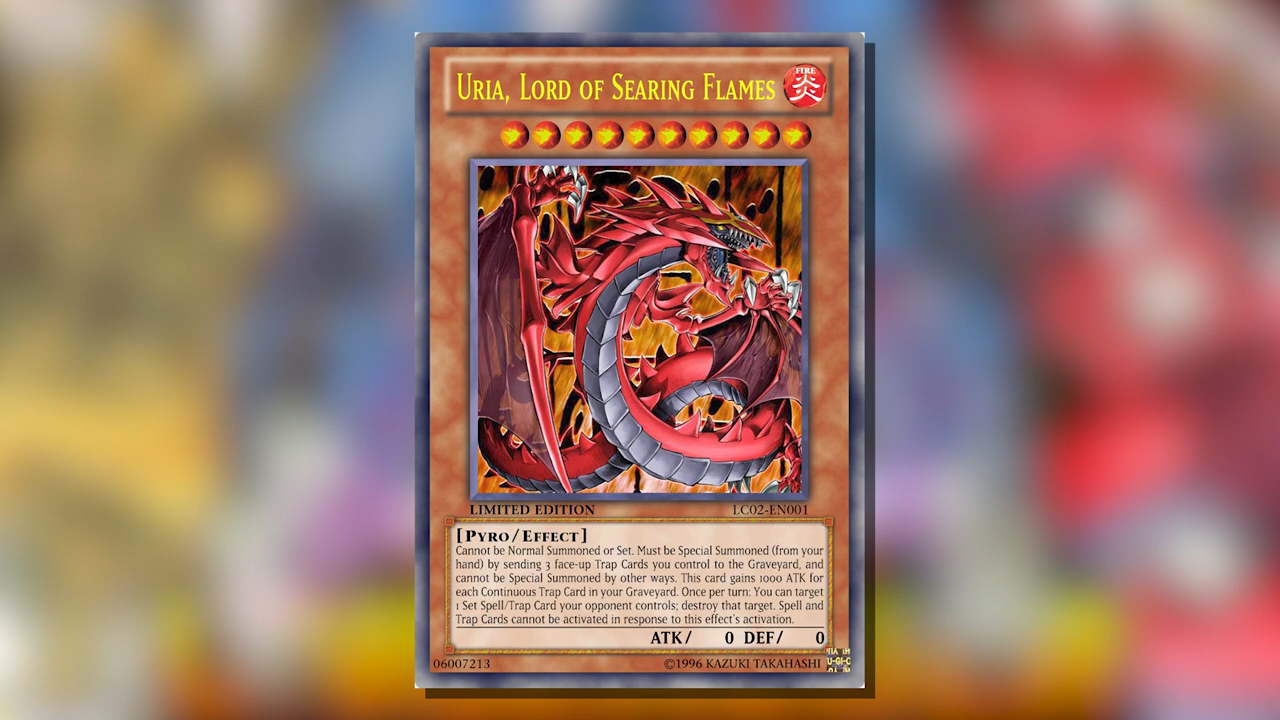 Uria, Lord of Searing Flames
FIRE
炎
LIMITED EDITION LC02-EN001
[Pyro/Effect]
Cannot be Normal Summoned or Set. Must be Special Summoned (from your
hand) by sending 3 face-up Trap Cards you control to the Graveyard, and
cannot be Special Summoned by other ways. This card gains 1000 ATK for
each Continuous Trap Card in your Graveyard. Once per turn: You can target
1 Set Spell/Trap Card your opponent controls; destroy that target. Spell and
Trap Cards cannot be activated in response to this effect's activation.
ATK/ 0 DEF/ 0
06007213 ©1996 KAZUKI TAKAHASHI